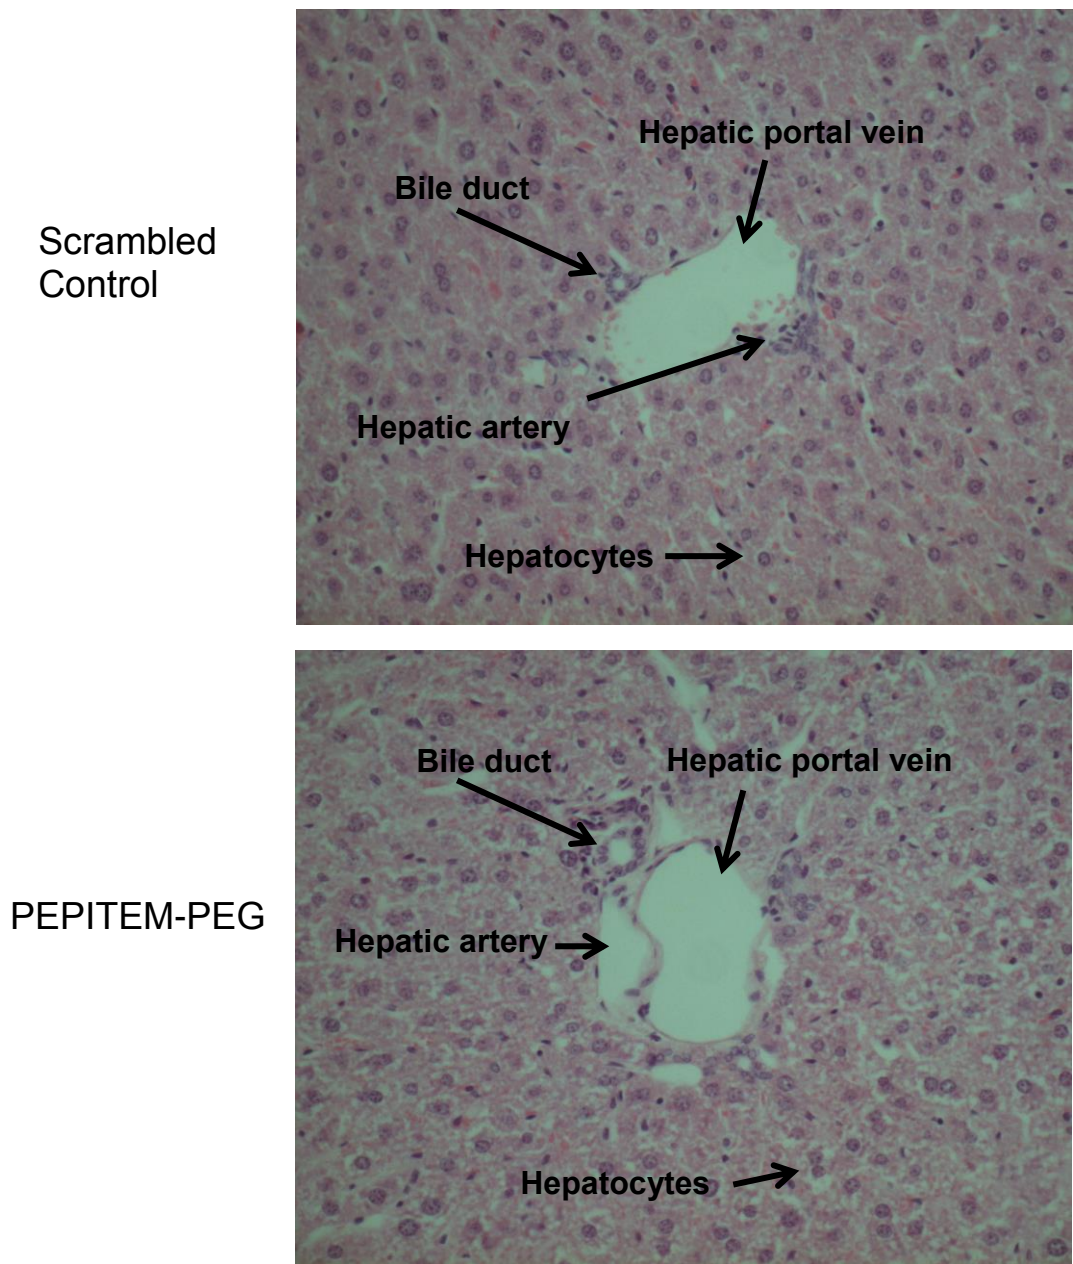 Scrambled
Control
Hepatic portal vein
Bile duct
Hepatic artery
Hepatocytes
PEPITEM-PEG
Bile duct
Hepatic portal vein
Hepatic artery
Hepatocytes